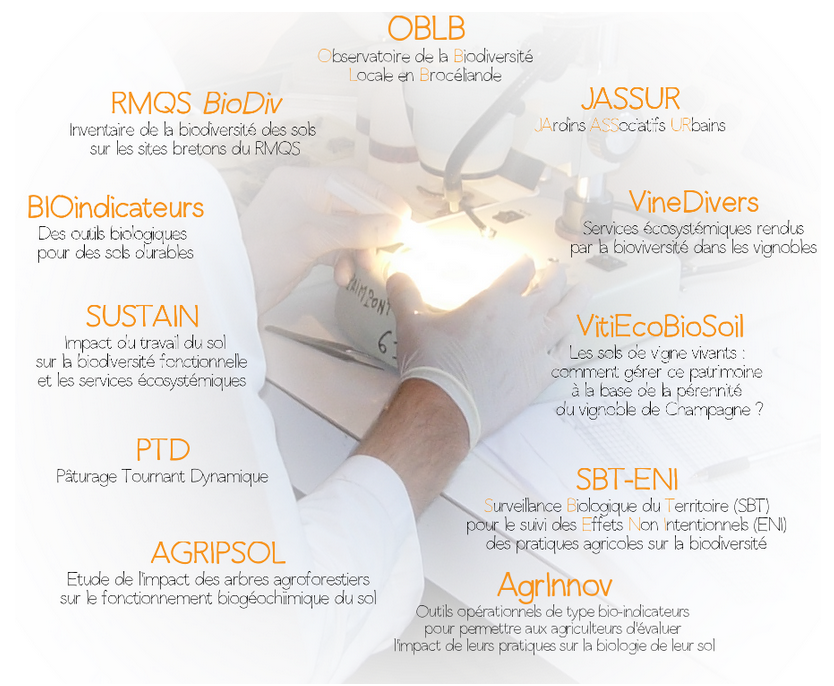 OBLB
Observatoire de la Biodiversité
Locale en Brocéliande
RMQS BioDiv
Inventaire de la biodiversité des sols
sur les sites bretons du RMQS
JASSUR
JArdins ASSociatifs URbains
BIOindicateurs
Des outils biologiques
pour des sols durables
VineDivers
Services écosystémiques rendus
par la bioviversité dans les vignobles
SUSTAIN
Impact du travail du sol
sur la biodiversité fonctionnelle
et les services écosystémiques
VitiEcoBioSoil
Les sols de vigne vivants :
comment gérer ce patrimoine
à la base de la pérennité
du vignoble de Champagne ?
PTD
Pâturage Tournant Dynamique
SBT-ENI
Surveillance Biologique du Territoire (SBT)
pour le suivi des Effets Non Intentionnels (ENI)
des pratiques agricoles sur la biodiversité
AGRIPSOL
Etude de l'impact des arbres agroforestiers
sur le fonctionnement biogéochiimique du sol
AgrInnov
Outils opérationnels de type bio-indicateurs
pour permettre aux agriculteurs d'évaluer
l'impact de leurs pratiques sur la biologie de leur sol